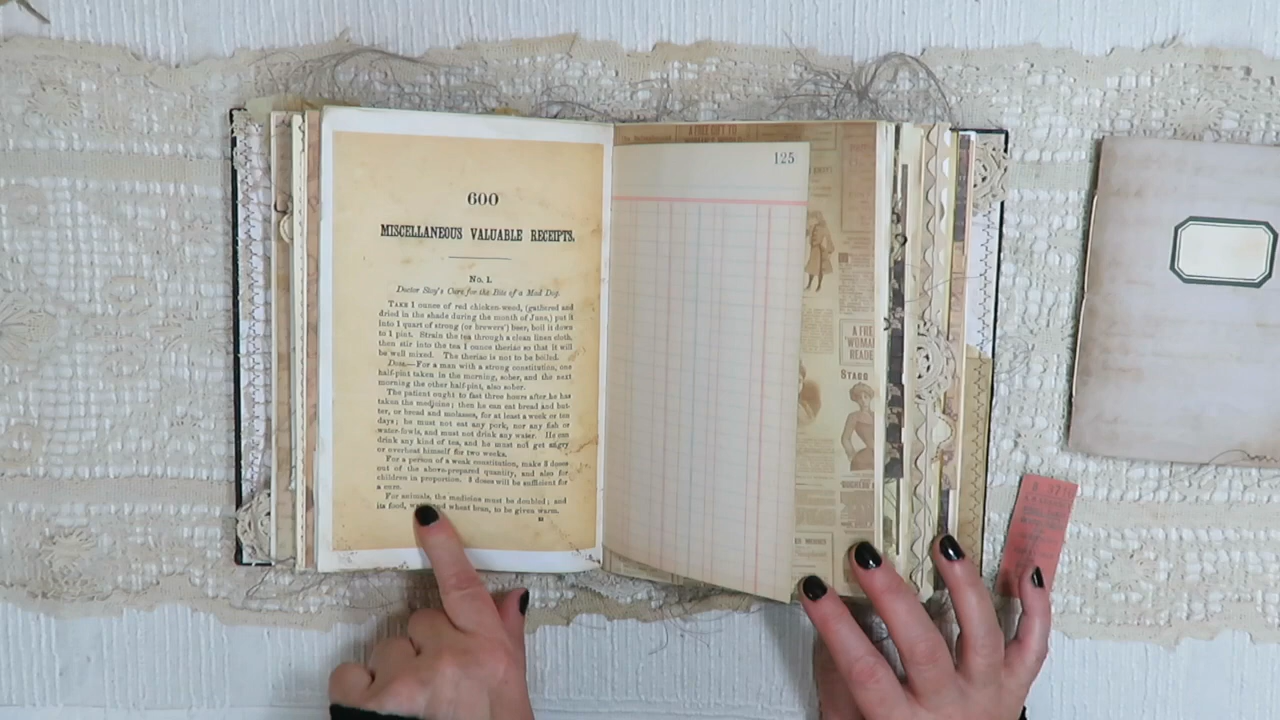 600
MISCELLANEOUS VALUABLE RECEIPTS.
No. 1.
Doctor Stoy's Cure for the Bite of a Mad Dog.
TAKE 1 ounce of red chicken-weed, (gathered and
dried in the shade during the month of June,) put it
into 1 quart of strong (or brewers') beer, boil it down
to 1 pint. Strain the tea through a clean linen cloth,
then stir into the tea 1 ounce theriac so that it will
be well mixed. The theriac is not to be boiled.
Dose.—For a man with a strong constitution, one
half-pint taken in the morning, sober, and the next
morning the other half-pint, also sober.
The patient ought to fast three hours after he has
taken the medicine; then he can eat bread and but-
ter, or bread and molasses, for at least a week or ten
days; he must not eat any pork, nor any fish or
water-fowls, and must not drink any water. He can
drink any kind of tea, and he must not get angry
or overheat himself for two weeks.
For a person of a weak constitution, make 3 doses
out of the above-prepared quantity, and also for
children in proportion. 3 doses will be sufficient for
a cure.
For animals, the medicine must be doubled; and
its food, wheat bran, to be given warm.
125
A FREE GIFT TO
A FRE
WOMAN
READE
STAGG